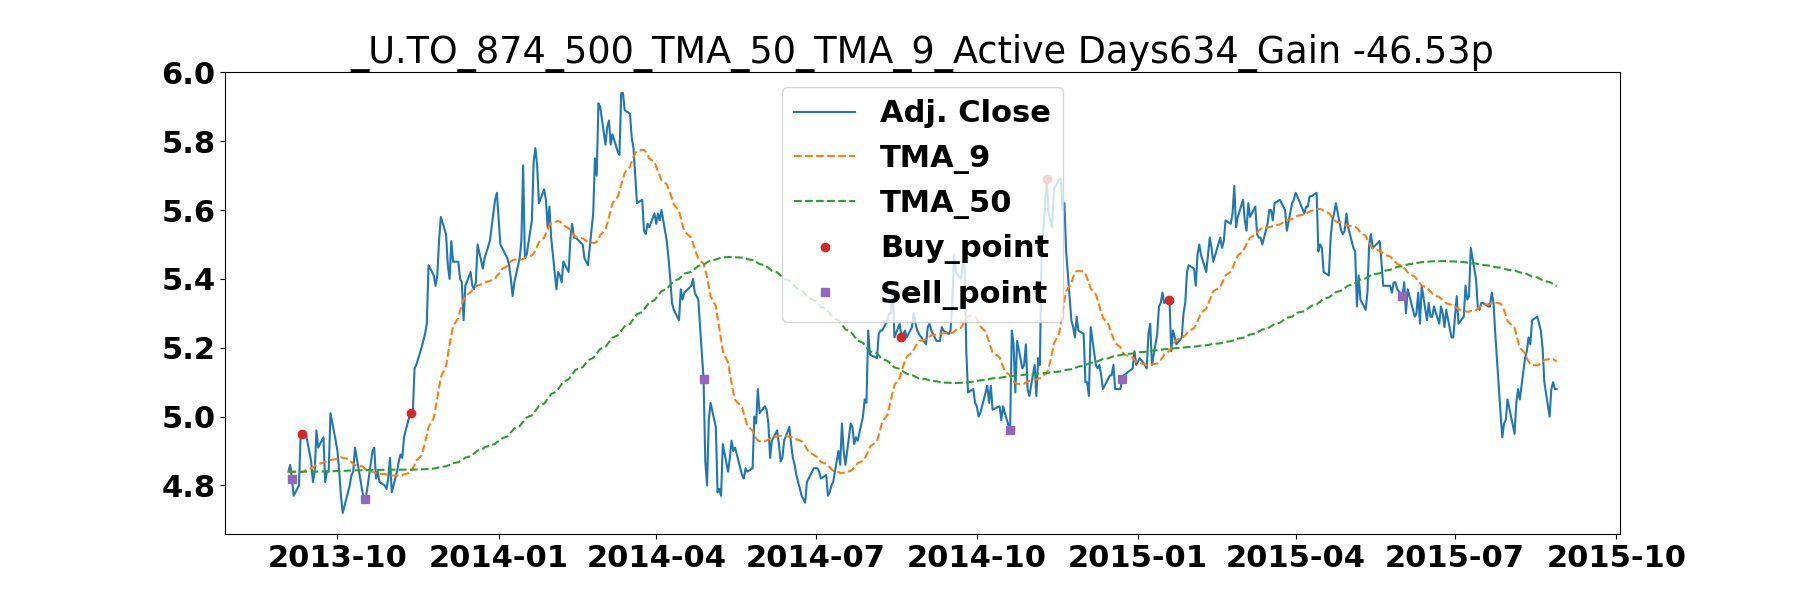 _U.TO_874_500_TMA_50_TMA_9_Active Days634_Gain -46.53p
6.0
5.8
5.6
5.4
5.2
5.0
4.8
Adj. Close
TMA_9
TMA_50
Buy_point
Sell_point
2013-10 2014-01 2014-04 2014-07 2014-10 2015-01 2015-04 2015-07 2015-10